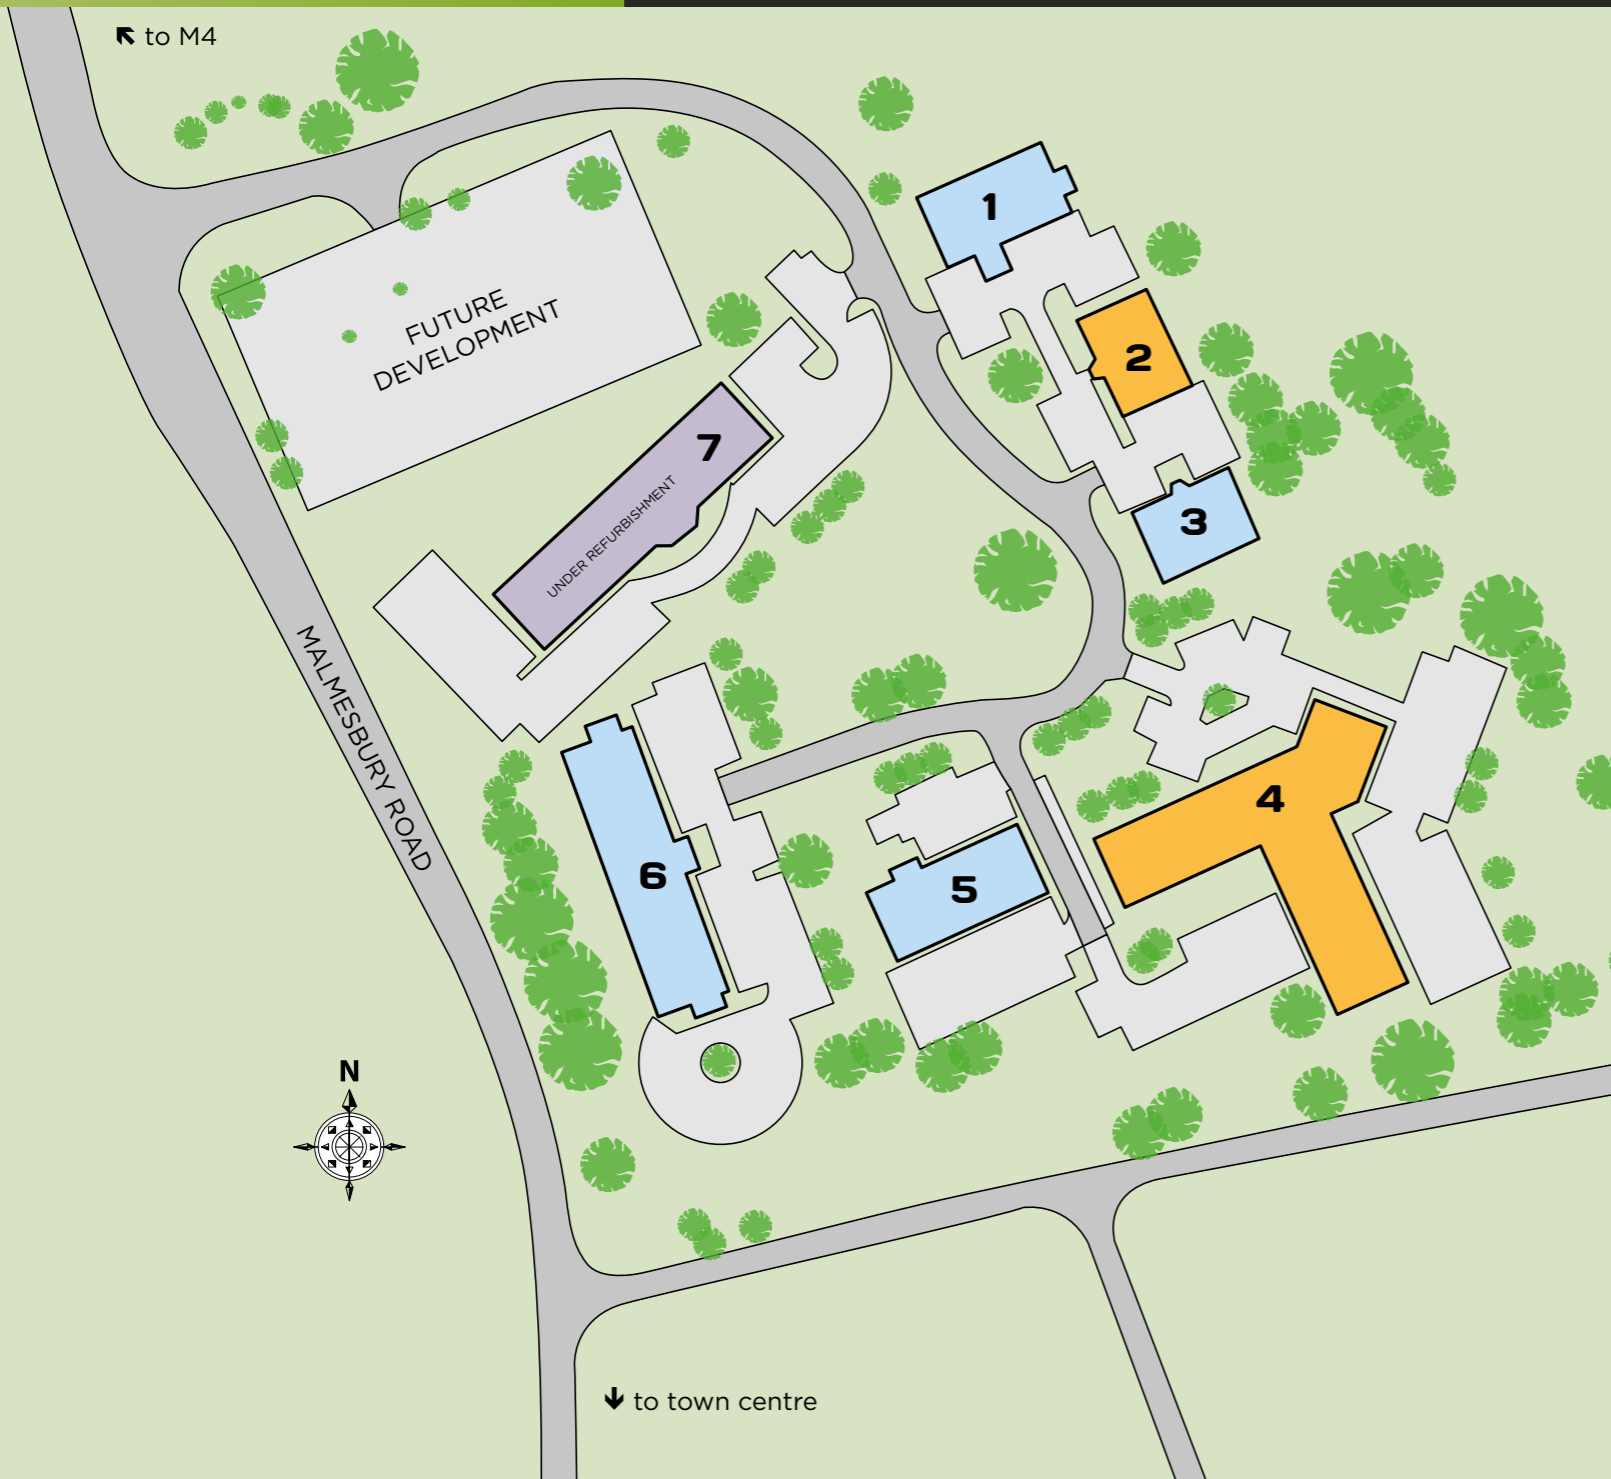 to M4
1
FUTURE
DEVELOPMENT
2
7
UNDER REFURBISHMENT
3
MALMESBURY ROAD
4
6
5
N
to town centre